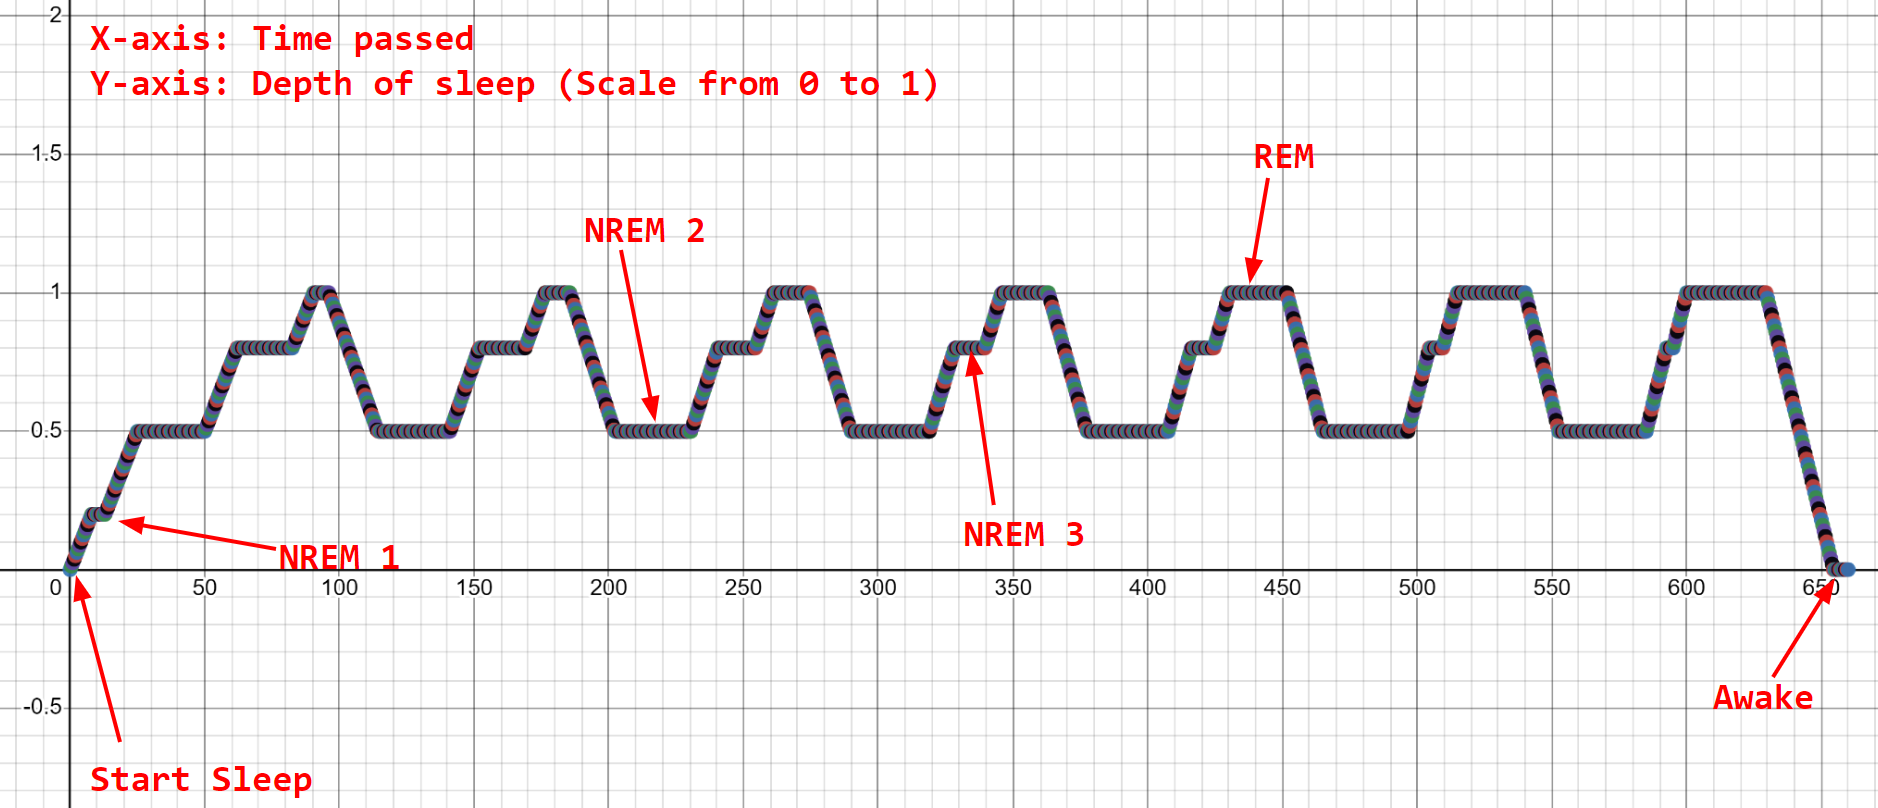 2
X-axis: Time passed
Y-axis: Depth of sleep (Scale from 0 to 1)
1.5
REM
NREM 2
1
0.5
NREM 3
NREM 1
0 50 100 150 200 250 300 350 400 450 500 550 600 650
-0.5
Awake
Start Sleep